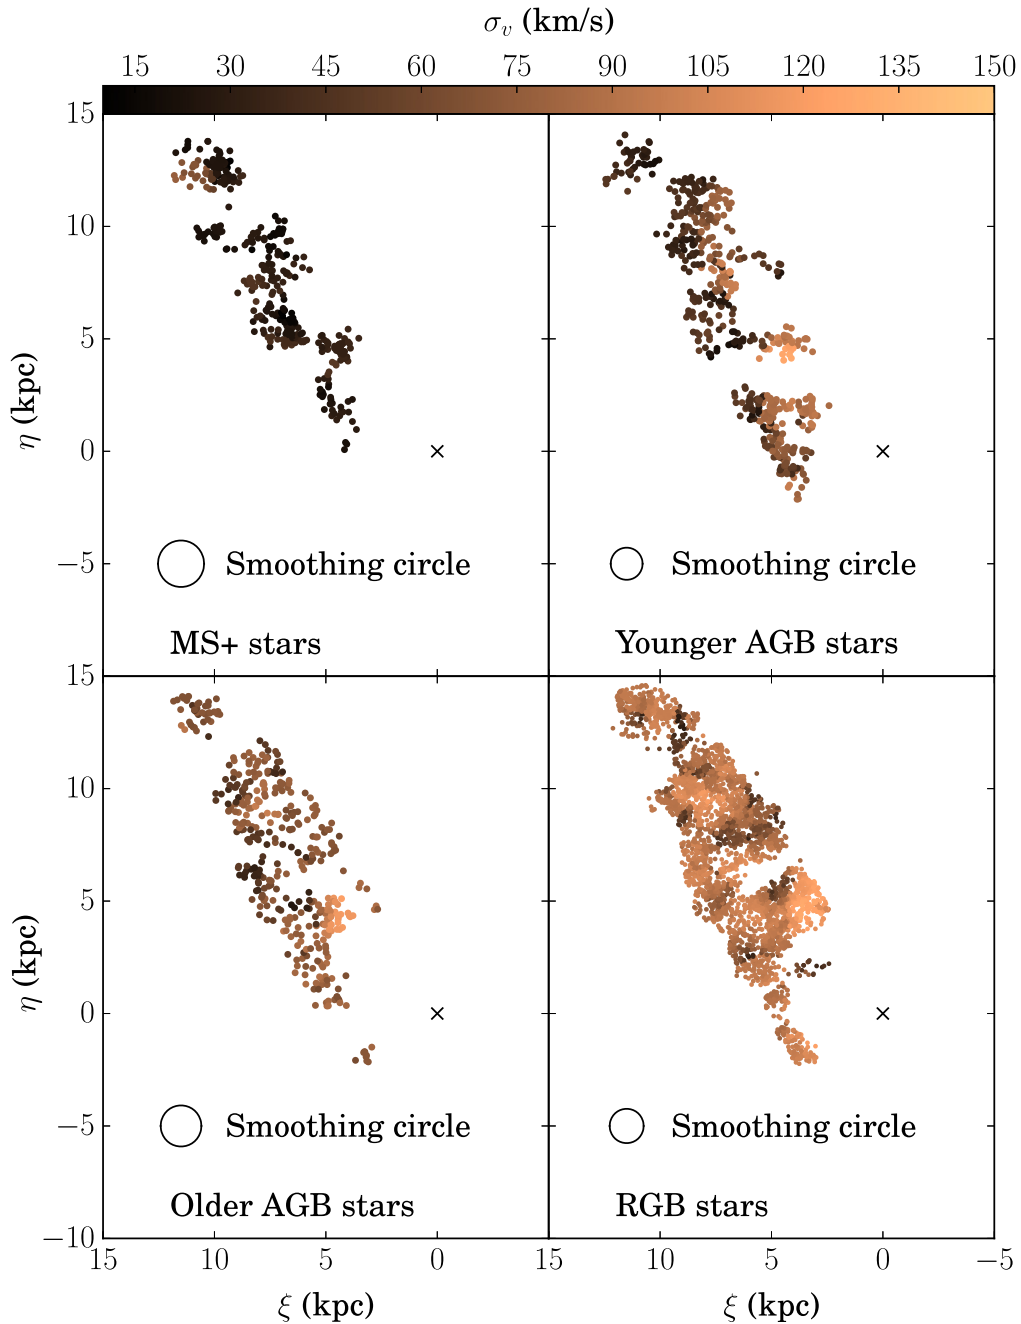 σ_v (km/s)
15 30 45 60 75 90 105 120 135 150
15
10
5
0
−5
η (kpc)
Smoothing circle
MS+ stars
Smoothing circle
Younger AGB stars
15
10
5
0
−5
−10
η (kpc)
Smoothing circle
Older AGB stars
Smoothing circle
RGB stars
15 10 5 0 15 10 5 0 −5
ξ (kpc) ξ (kpc)